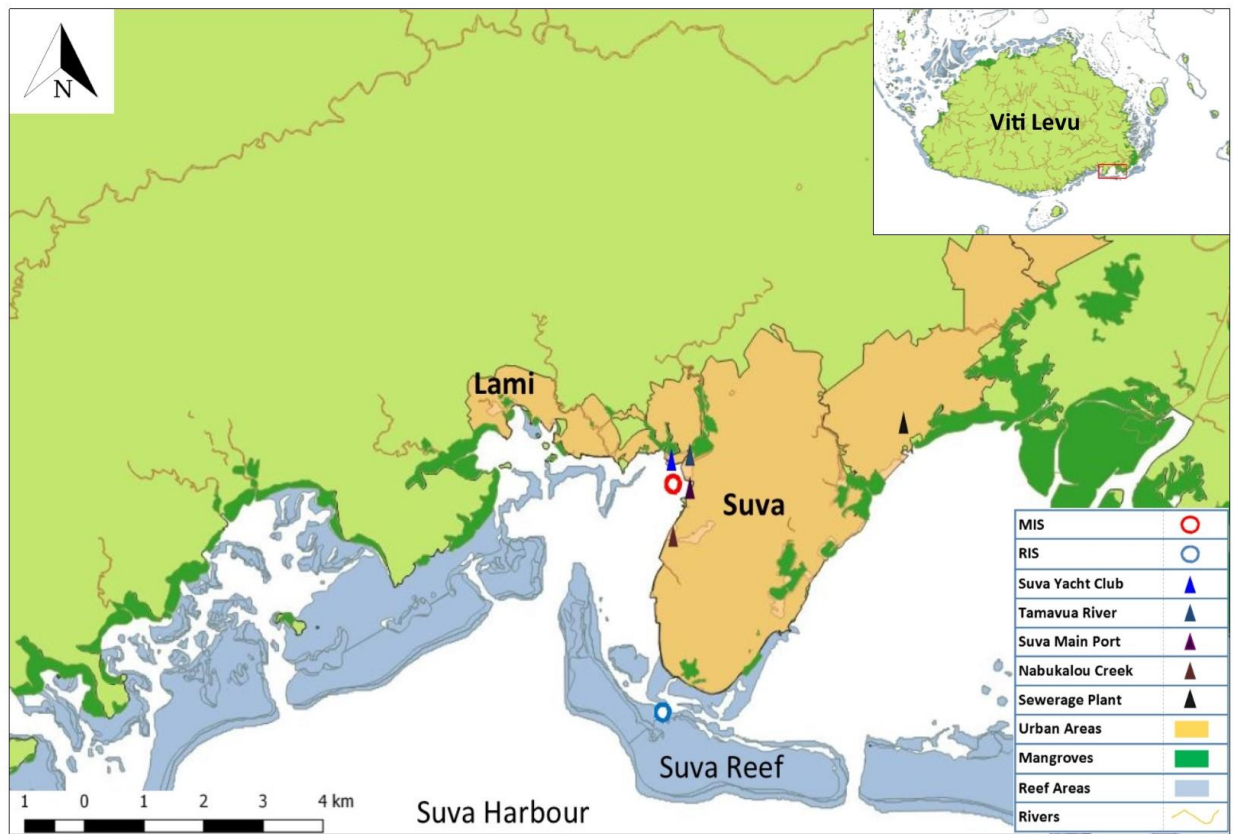 N
Viti Levu
Lami
Suva
MIS
RIS
Suva Yacht Club
Tamavua River
Suva Main Port
Nabukalou Creek
Sewerage Plant
Urban Areas
Mangroves
Reef Areas
Rivers
Suva Reef
1 0 1 2 3 4 km
Suva Harbour